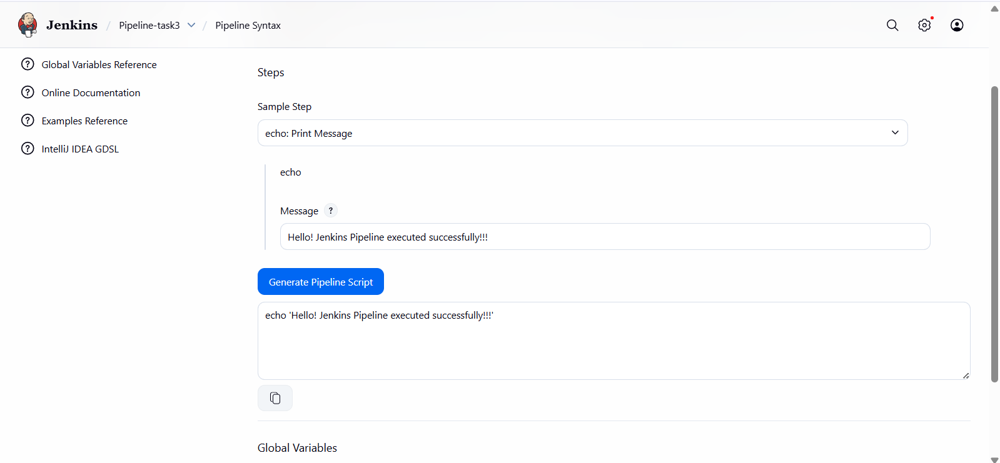 Jenkins / Pipeline-task3 / Pipeline Syntax
Global Variables Reference
Online Documentation
Examples Reference
IntelliJ IDEA GDSL
Steps
Sample Step
echo: Print Message
echo
Message ?
Hello! Jenkins Pipeline executed successfully!!!
Generate Pipeline Script
echo 'Hello! Jenkins Pipeline executed successfully!!!'
Global Variables